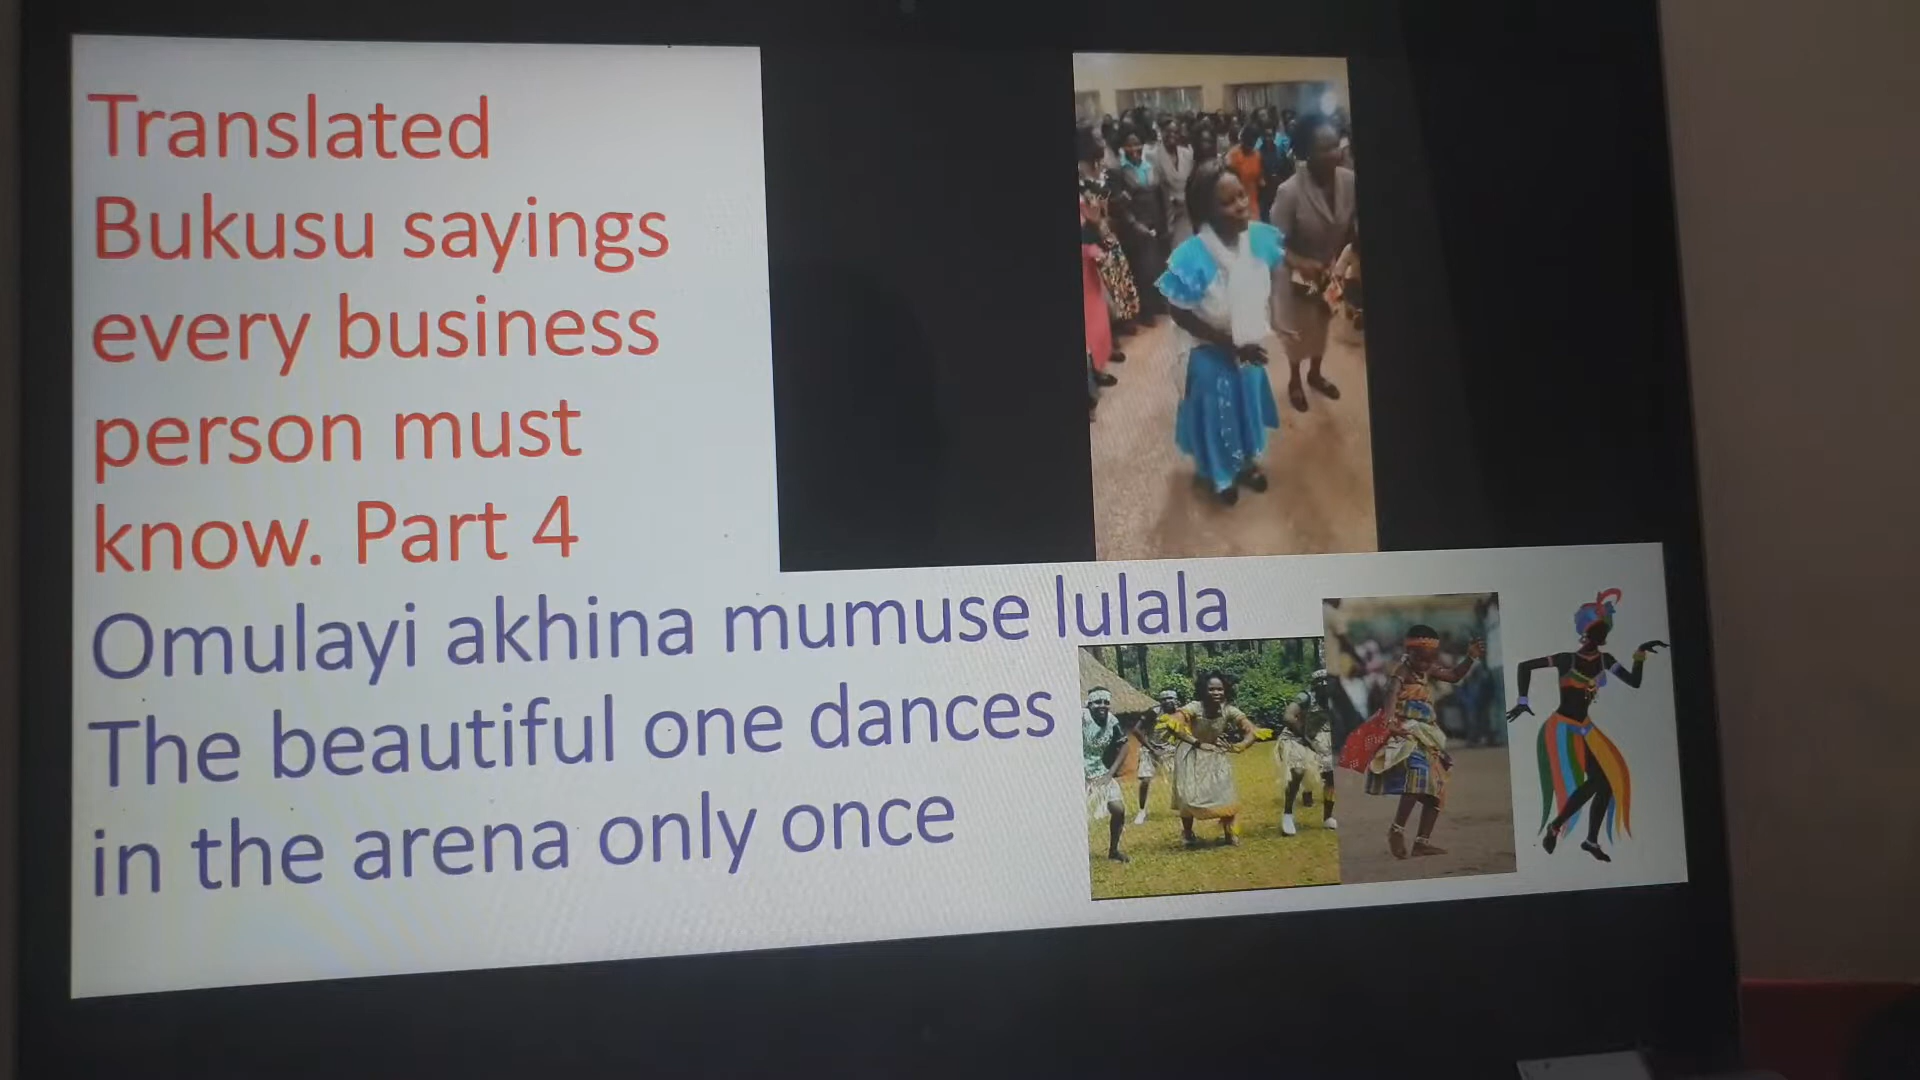 Translated
Bukusu sayings
every business
person must
know. Part 4
Omulayi akhina mumuse lulala
The beautiful one dances
in the arena only once